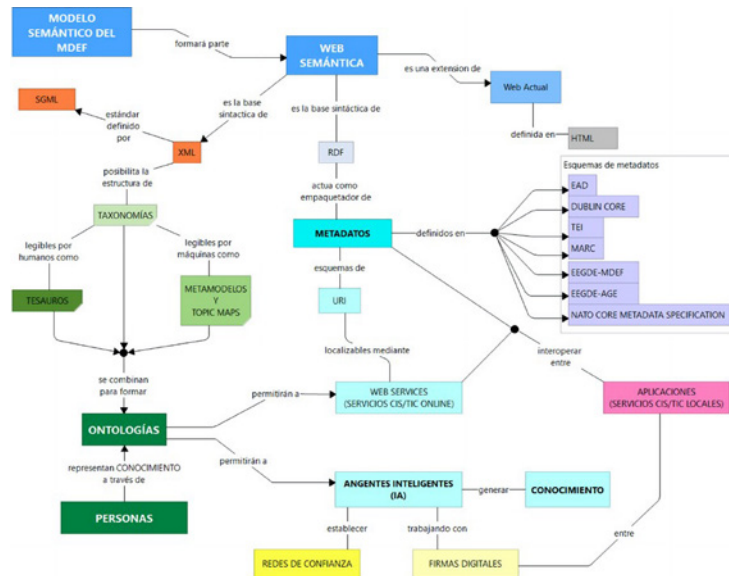 MODELO
SEMÁNTICO DEL
MDEF
formará parte
WEB
SEMÁNTICA
es una extension de
Web Actual
definida en
HTML
SGML
estándar
definido
por
es la base
sintactica de
XML
es la base sintáctica de
RDF
posibilita la
estructura de
actua como
empaquetador de
TAXONOMÍAS
METADATOS
definidos en
Esquemas de metadatos
EAD
DUBLIN CORE
TEI
MARC
EEGDE-MDEF
EEGDE-AGE
NATO CORE METADATA SPECIFICATION
legibles por
humanos como
legibles por
máquinas como
esquemas de
TESAUROS
METAMODELOS
Y
TOPIC MAPS
URI
localizables mediante
interoperar
entre
se combinan
para formar
permitirán a
WEB SERVICES
(SERVICIOS CIS/TIC ONLINE)
APLICACIONES
(SERVICIOS CIS/TIC LOCALES)
ONTOLOGÍAS
permitirán a
representan CONOCIMIENTO
a través de
ANGENTES INTELIGENTES
(IA)
generar
CONOCIMIENTO
PERSONAS
establecer
trabajando con
entre
REDES DE CONFIANZA
FIRMAS DIGITALES